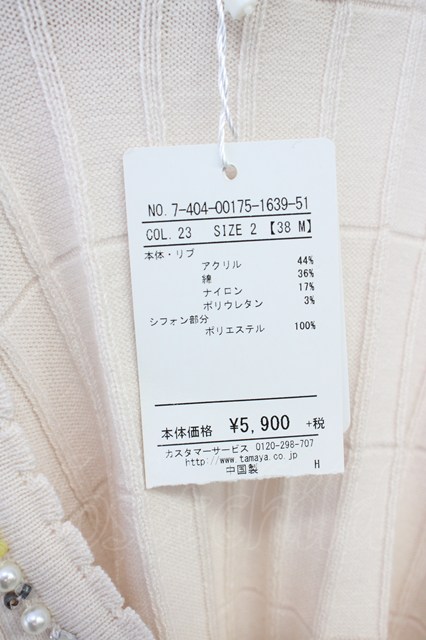 NO. 7-404-00175-1639-51
COL. 23 SIZE 2 【38 M】
本体・リブ
アクリル 44%
綿 36%
ナイロン 17%
ポリウレタン 3%
シフォン部分
ポリエステル 100%
本体価格 ¥5,900 +税
カスタマーサービス 0120-298-707
http://www.tamaya.co.jp
中国製 H